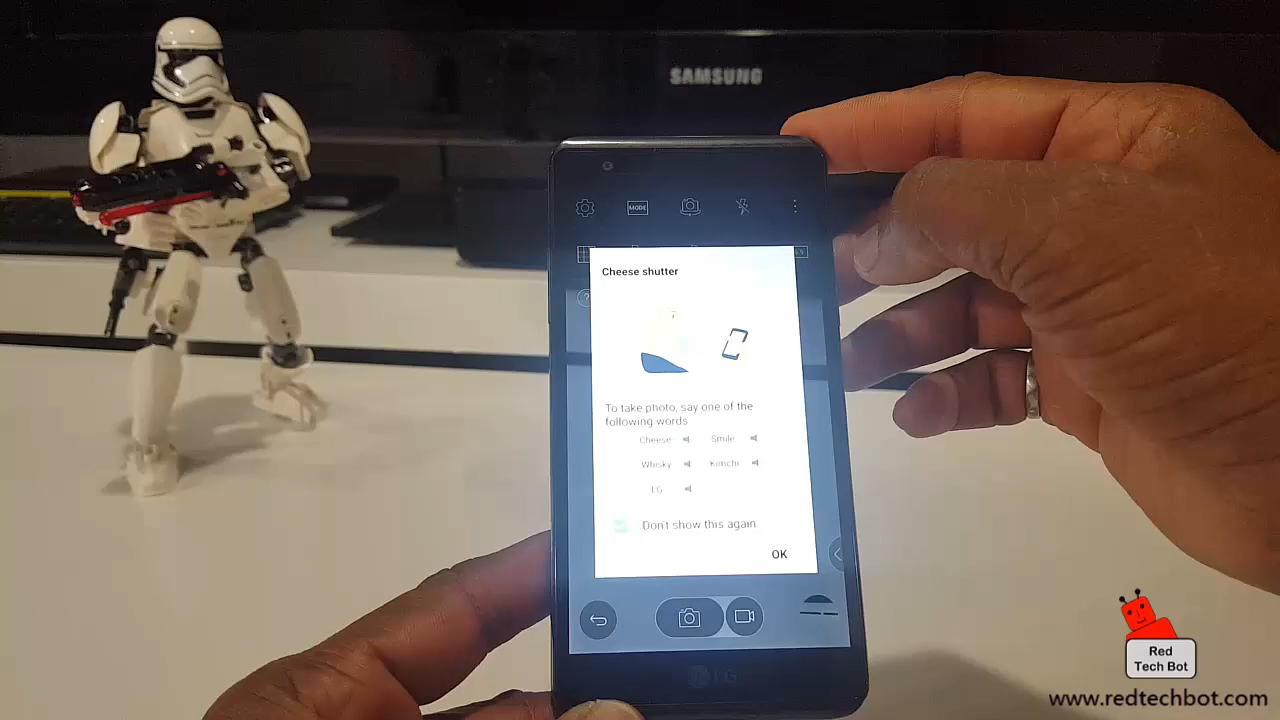 SAMSUNG
MODE
Cheese shutter
To take photo, say one of the
following words
Cheese Smile
Whisky Kimchi
LG
Don't show this again
OK
LG
Red
Tech Bot
www.redtechbot.com